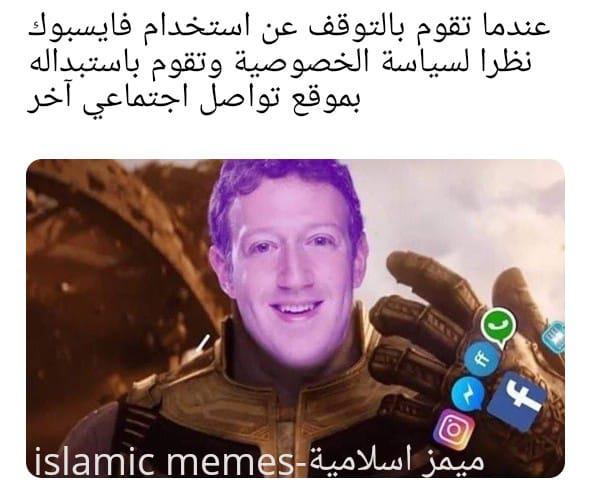 عندما تقوم بالتوقف عن استخدام فايسبوك
نظرا لسياسة الخصوصية وتقوم باستبداله
بموقع تواصل اجتماعي آخر
islamic memes-ميمز اسلامية